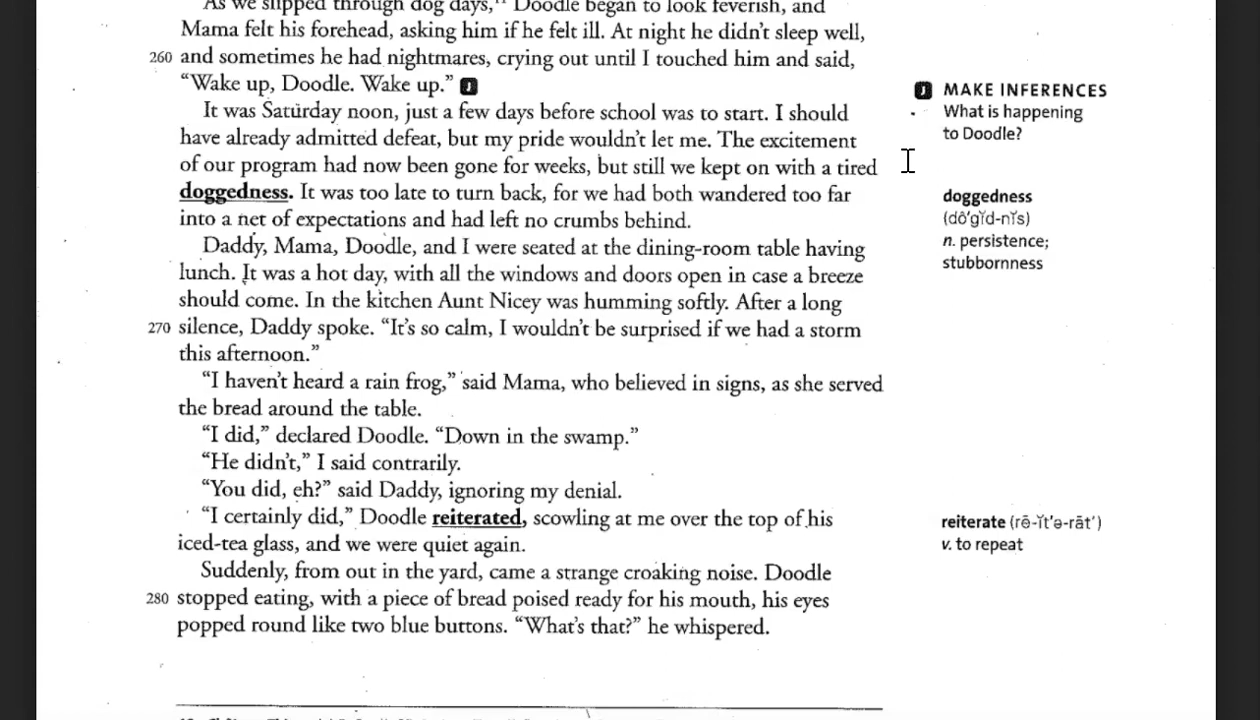 As we slipped through dog days,¹¹ Doodle began to look feverish, and
Mama felt his forehead, asking him if he felt ill. At night he didn't sleep well,
260 and sometimes he had nightmares, crying out until I touched him and said,
“Wake up, Doodle. Wake up.” J
It was Saturday noon, just a few days before school was to start. I should
have already admitted defeat, but my pride wouldn't let me. The excitement
of our program had now been gone for weeks, but still we kept on with a tired
doggedness. It was too late to turn back, for we had both wandered too far
into a net of expectations and had left no crumbs behind.
Daddy, Mama, Doodle, and I were seated at the dining-room table having
lunch. It was a hot day, with all the windows and doors open in case a breeze
should come. In the kitchen Aunt Nicey was humming softly. After a long
270 silence, Daddy spoke. “It's so calm, I wouldn't be surprised if we had a storm
this afternoon.”
“I haven't heard a rain frog,” said Mama, who believed in signs, as she served
the bread around the table.
“I did,” declared Doodle. “Down in the swamp.”
“He didn't,” I said contrarily.
“You did, eh?” said Daddy, ignoring my denial.
“I certainly did,” Doodle reiterated, scowling at me over the top of his
iced-tea glass, and we were quiet again.
Suddenly, from out in the yard, came a strange croaking noise. Doodle
280 stopped eating, with a piece of bread poised ready for his mouth, his eyes
popped round like two blue buttons. “What's that?” he whispered.
J MAKE INFERENCES
What is happening
to Doodle?
doggedness
(dô′gĭd-nĭs)
n. persistence;
stubbornness
reiterate (rē-ĭt′ə-rāt′)
v. to repeat